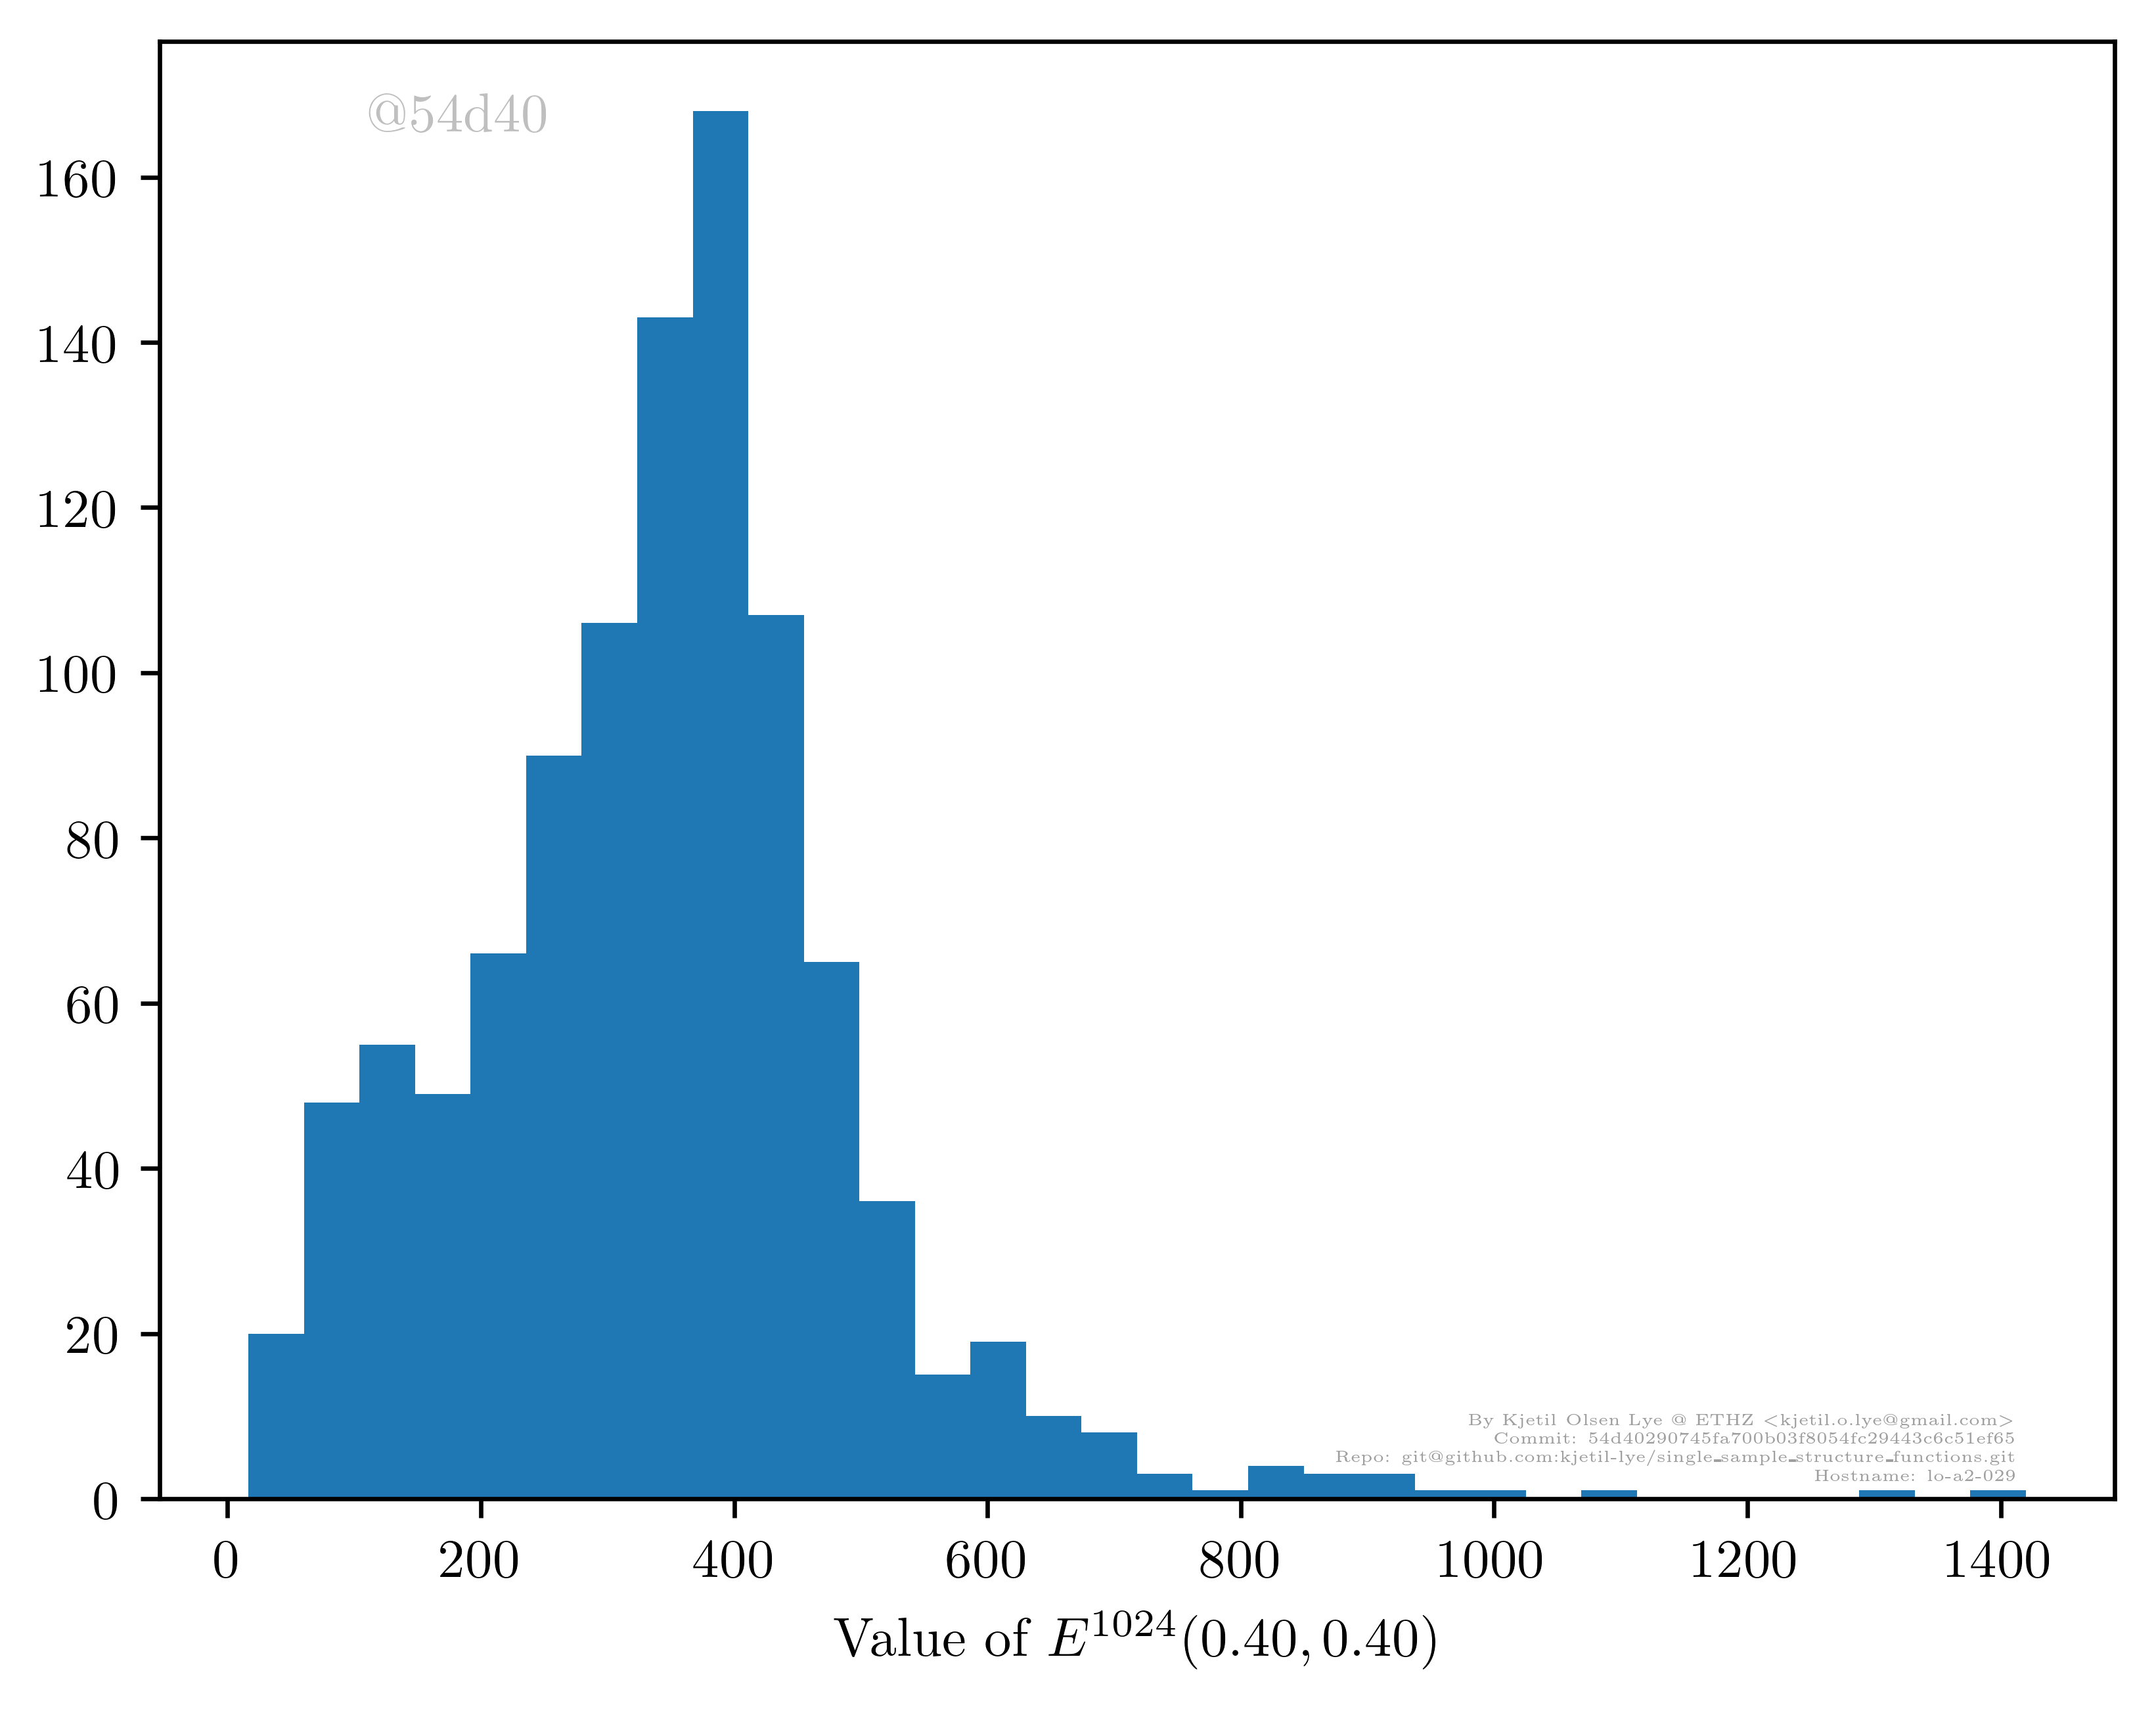 @54d40
160
140
120
100
80
60
40
20
0
By Kjetil Olsen Lye @ ETHZ <kjetil.o.lye@gmail.com>
Commit: 54d40290745fa700b03f8054fc29443c6c51ef65
Repo: git@github.com:kjetil-lye/single_sample_structure_functions.git
Hostname: lo-a2-029
0 200 400 600 800 1000 1200 1400
Value of E^1024(0.40, 0.40)